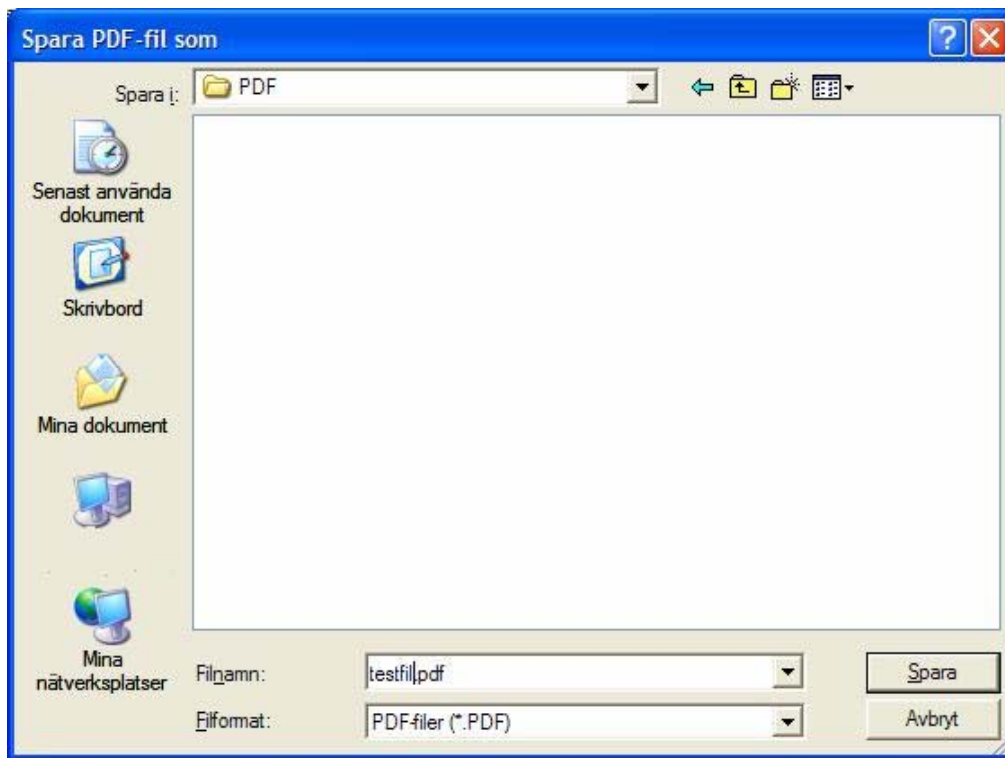 Spara PDF-fil som
Spara i:
PDF
Senast använda
dokument
Skrivbord
Mina dokument
Mina
nätverksplatser
Filnamn:
testfil.pdf
Spara
Filformat:
PDF-filer (*.PDF)
Avbryt